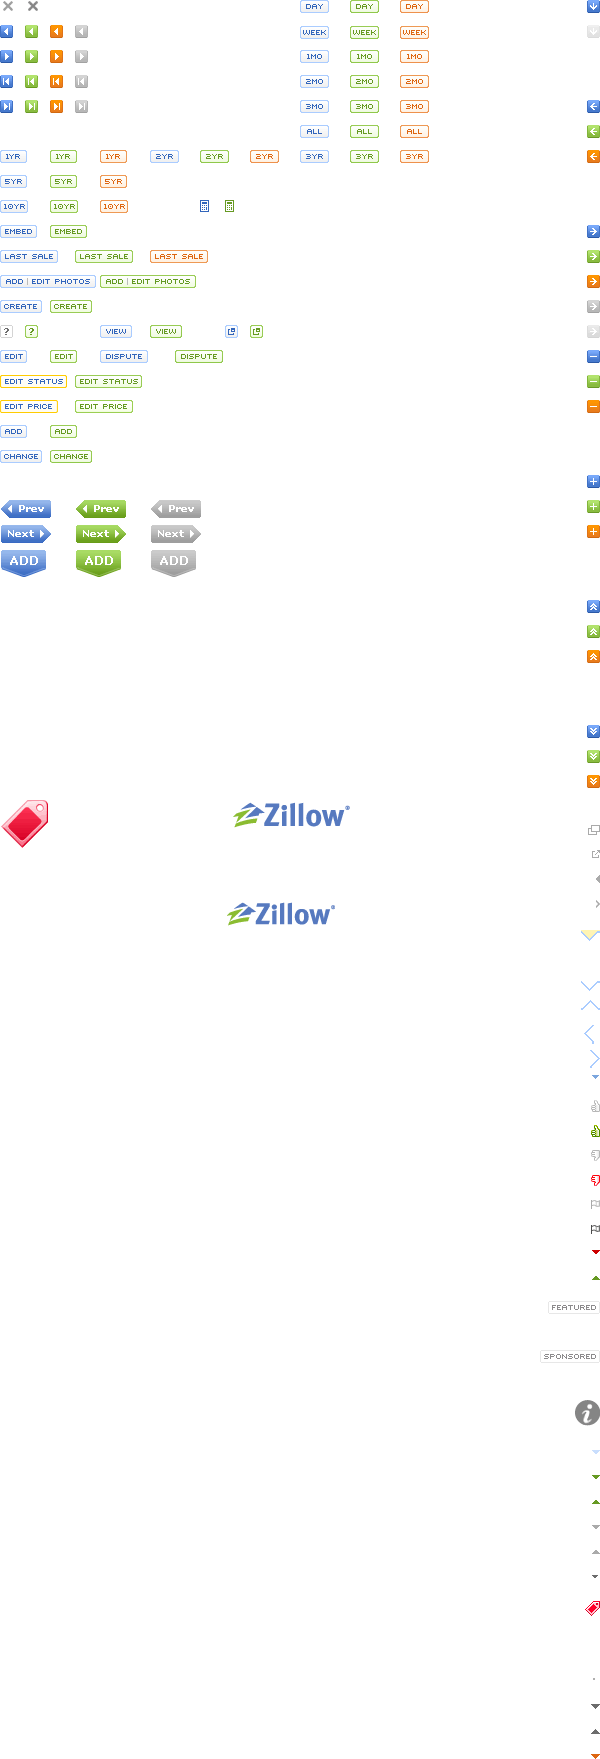 DAY DAY DAY
WEEK WEEK WEEK
1MO 1MO 1MO
2MO 2MO 2MO
3MO 3MO 3MO
ALL ALL ALL
1YR 1YR 1YR 2YR 2YR 2YR 3YR 3YR 3YR
5YR 5YR 5YR
10YR 10YR 10YR
EMBED EMBED
LAST SALE LAST SALE LAST SALE
ADD | EDIT PHOTOS ADD | EDIT PHOTOS
CREATE CREATE
? ? VIEW VIEW
EDIT EDIT DISPUTE DISPUTE
EDIT STATUS EDIT STATUS
EDIT PRICE EDIT PRICE
ADD ADD
CHANGE CHANGE
Prev Prev Prev
Next Next Next
ADD ADD ADD
Zillow®
Zillow®
FEATURED
SPONSORED
i